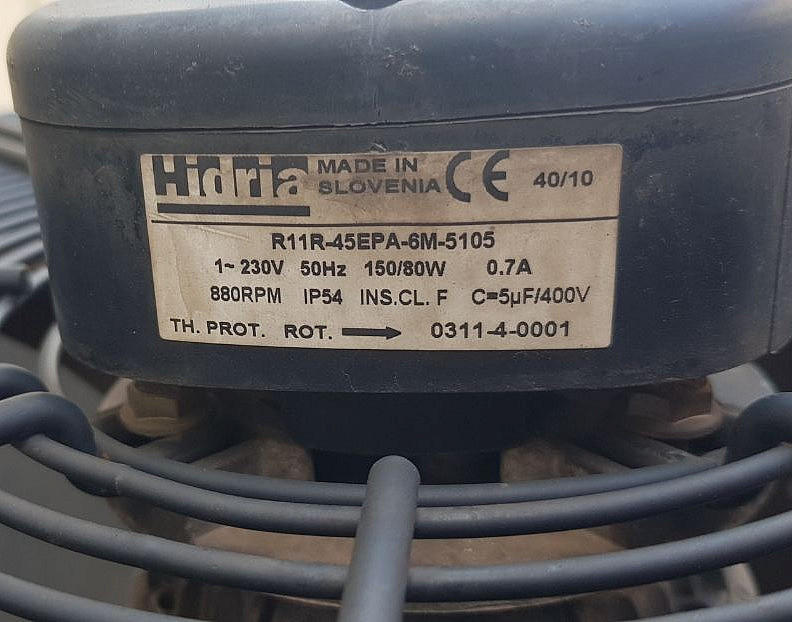 Hidria MADE IN SLOVENIA CE 40/10
R11R-45EPA-6M-5105
1~ 230V 50Hz 150/80W 0.7A
880RPM IP54 INS.CL. F C=5µF/400V
TH. PROT. ROT. → 0311-4-0001